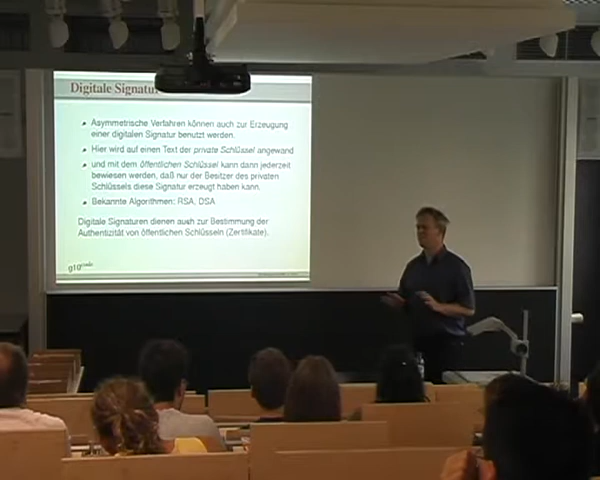 Digitale Signatur
Asymmetrische Verfahren können auch zur Erzeugung
einer digitalen Signatur benutzt werden.
Hier wird auf einen Text der private Schlüssel angewand
und mit dem öffentlichen Schlüssel kann dann jederzeit
bewiesen werden, daß nur der Besitzer des privaten
Schlüssels diese Signatur erzeugt haben kann.
Bekannte Algorithmen: RSA, DSA
Digitale Signaturen dienen auch zur Bestimmung der
Authentizität von öffentlichen Schlüsseln (Zertifikate).
g10 code